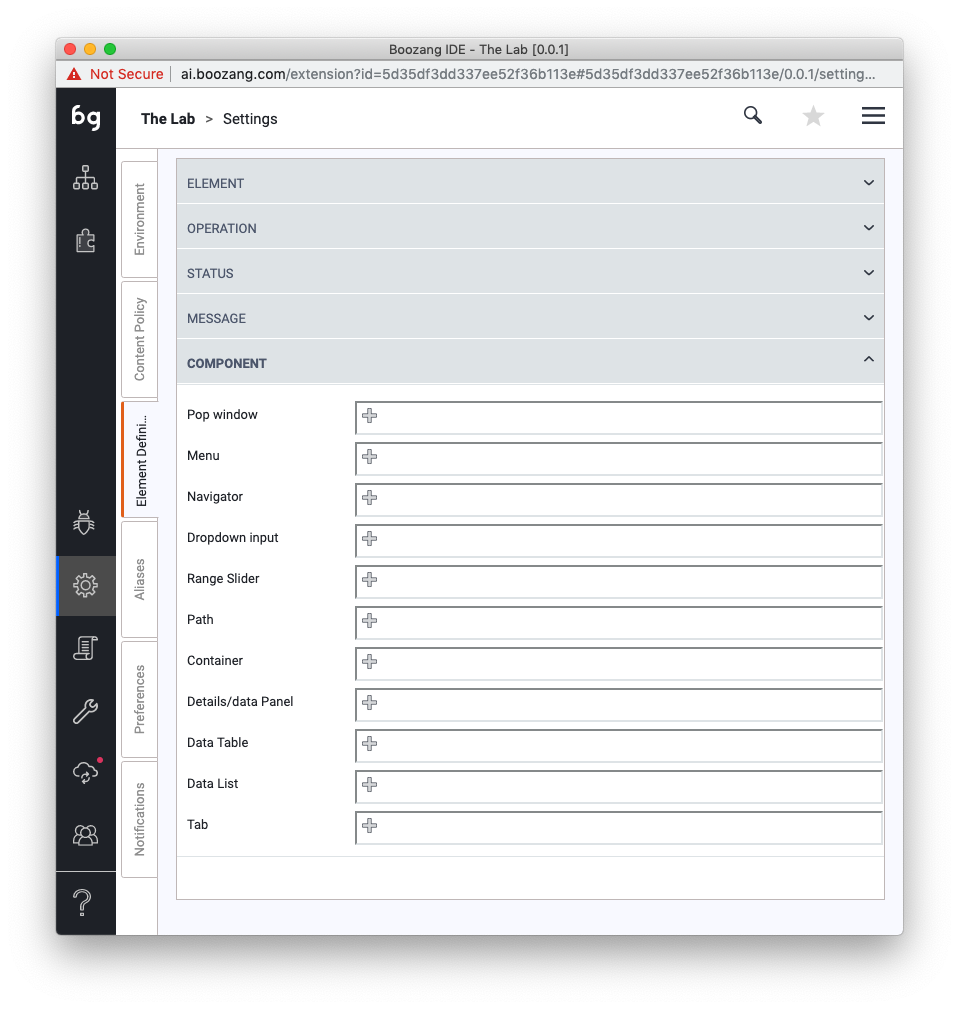 Boozang IDE - The Lab [0.0.1]
Not Secure | ai.boozang.com/extension?id=5d35df3dd337ee52f36b113e#5d35df3dd337ee52f36b113e/0.0.1/setting...
bg
The Lab > Settings
Environment
Content Policy
Element Defini...
Aliases
Preferences
Notifications
ELEMENT
OPERATION
STATUS
MESSAGE
COMPONENT
Pop window
Menu
Navigator
Dropdown input
Range Slider
Path
Container
Details/data Panel
Data Table
Data List
Tab